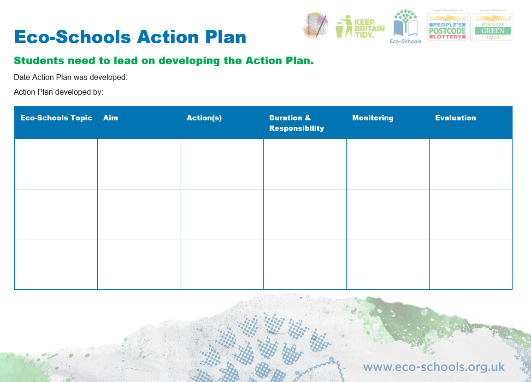 Eco-Schools Action Plan
KEEP
BRITAIN
TIDY.
Eco-Schools
PEOPLE'S
POSTCODE
LOTTERY
POSTCODE
GREEN
TRUST
Students need to lead on developing the Action Plan.
Date Action Plan was developed:
Action Plan developed by:
Eco-Schools Topic Aim Action(s) Duration & Monitoring Evaluation
Responsibility
www.eco-schools.org.uk